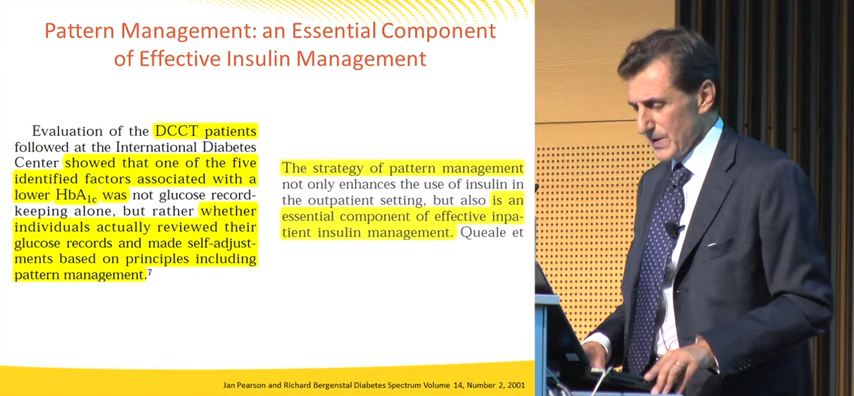 Pattern Management: an Essential Component
of Effective Insulin Management
Evaluation of the DCCT patients
followed at the International Diabetes
Center showed that one of the five
identified factors associated with a
lower HbA1c was not glucose record-
keeping alone, but rather whether
individuals actually reviewed their
glucose records and made self-adjust-
ments based on principles including
pattern management.7
The strategy of pattern management
not only enhances the use of insulin in
the outpatient setting, but also is an
essential component of effective inpa-
tient insulin management. Queale et
Jan Pearson and Richard Bergenstal Diabetes Spectrum Volume 14, Number 2, 2001